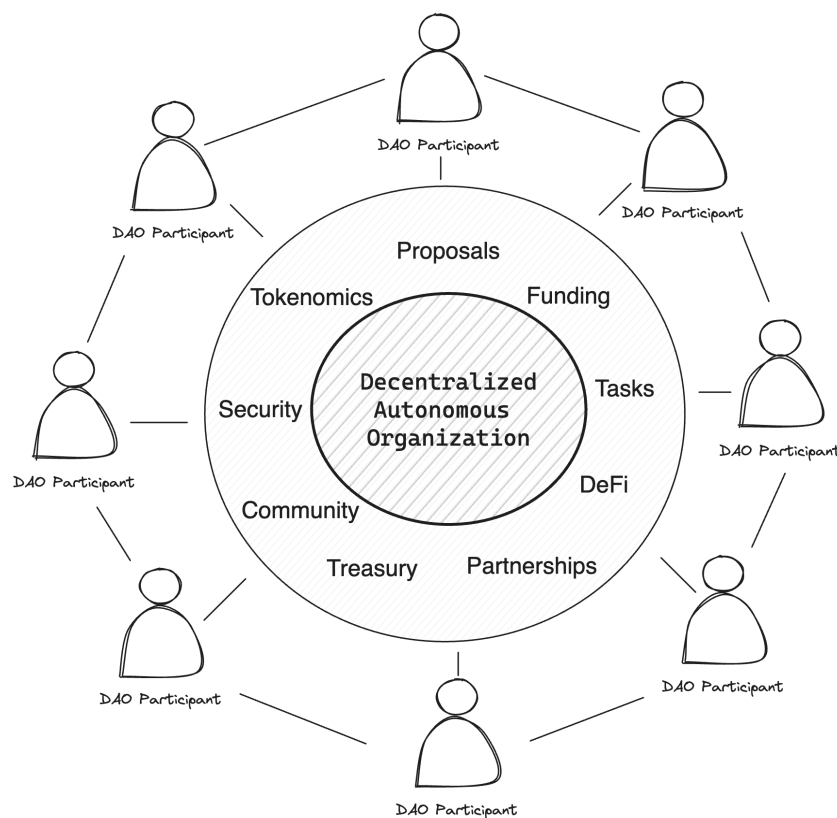 DAO Participant
DAO Participant
DAO Participant
Proposals
Tokenomics
Funding
Decentralized
Autonomous
Organization
Tasks
Security
DAO Participant
DAO Participant
DeFi
Community
Treasury
Partnerships
DAO Participant
DAO Participant
DAO Participant